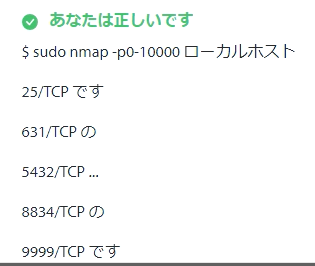 あなたは正しいです
$ sudo nmap -p0-10000 ローカルホスト
25/TCP です
631/TCP の
5432/TCP ...
8834/TCP の
9999/TCP です